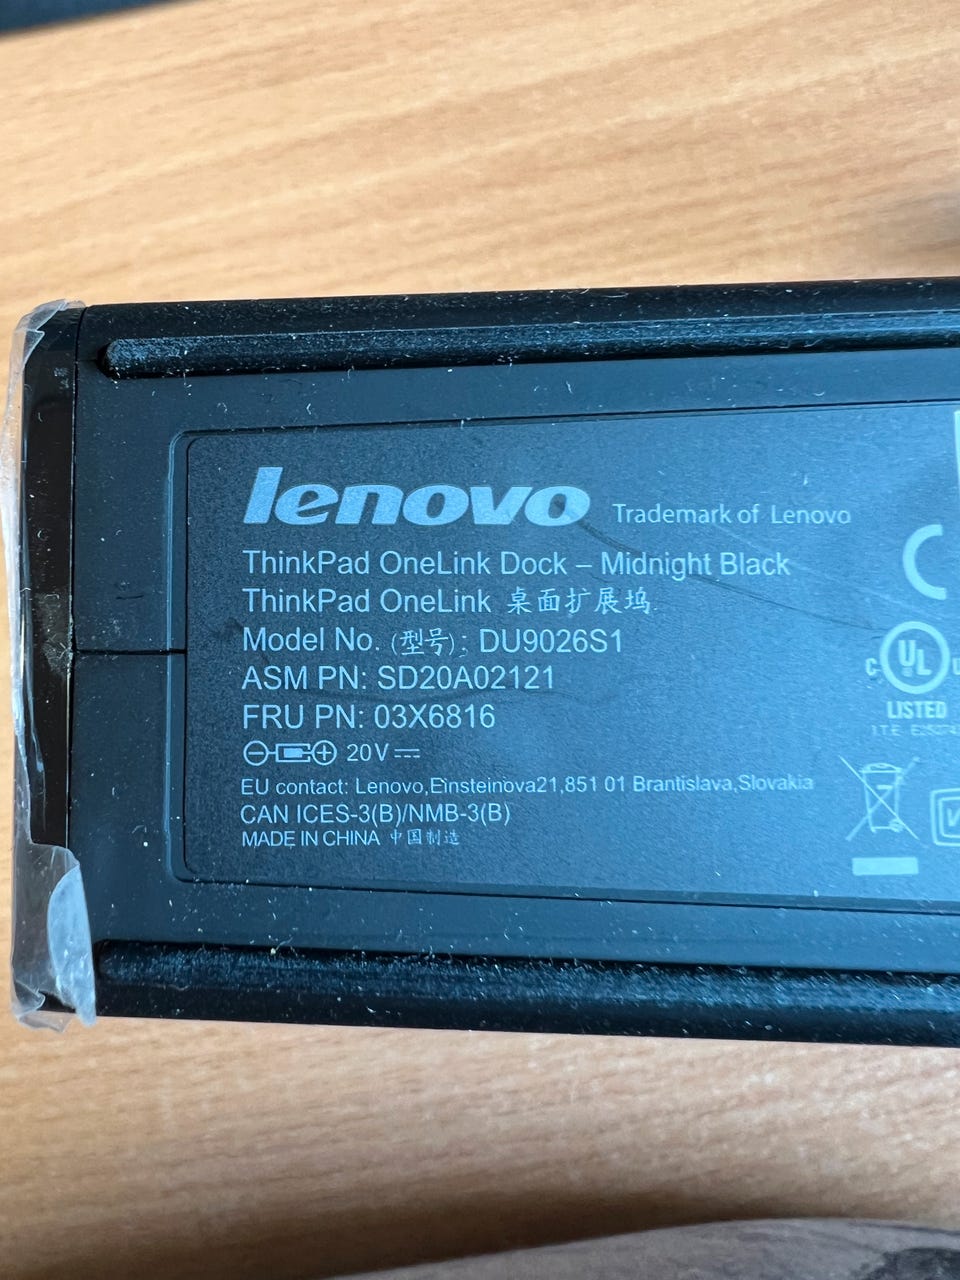 lenovo Trademark of Lenovo
ThinkPad OneLink Dock – Midnight Black
ThinkPad OneLink 桌面扩展坞
Model No. (型号): DU9026S1
ASM PN: SD20A02121
FRU PN: 03X6816
20V
EU contact: Lenovo,Einsteinova21,851 01 Brantislava,Slovakia
CAN ICES-3(B)/NMB-3(B)
MADE IN CHINA 中国制造
C UL
LISTED
I.T.E.